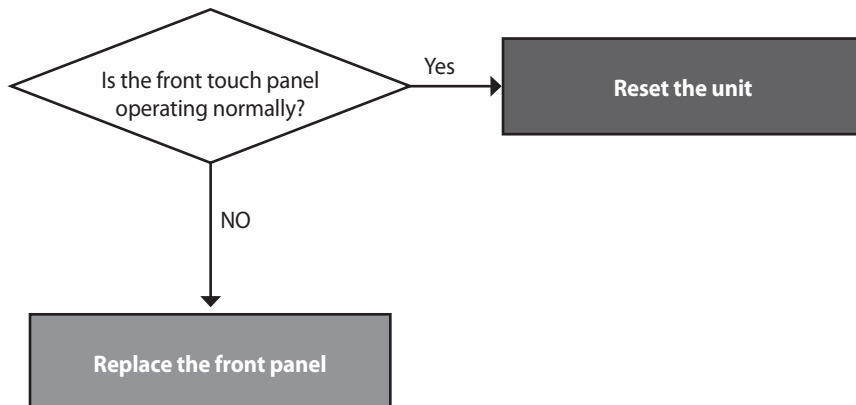 Is the front touch panel
operating normally?
Yes
Reset the unit
NO
Replace the front panel